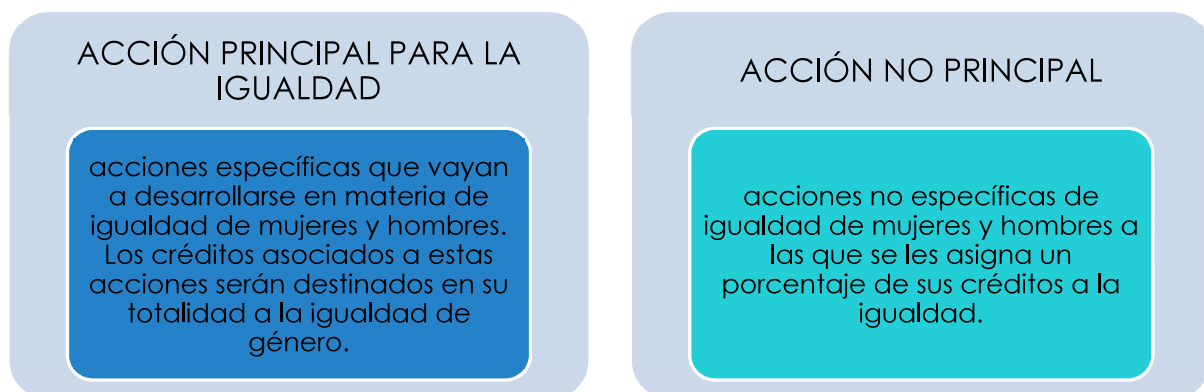 ACCIÓN PRINCIPAL PARA LA
IGUALDAD
acciones específicas que vayan
a desarrollarse en materia de
igualdad de mujeres y hombres.
Los créditos asociados a estas
acciones serán destinados en su
totalidad a la igualdad de
género.
ACCIÓN NO PRINCIPAL
acciones no específicas de
igualdad de mujeres y hombres a
las que se les asigna un
porcentaje de sus créditos a la
igualdad.